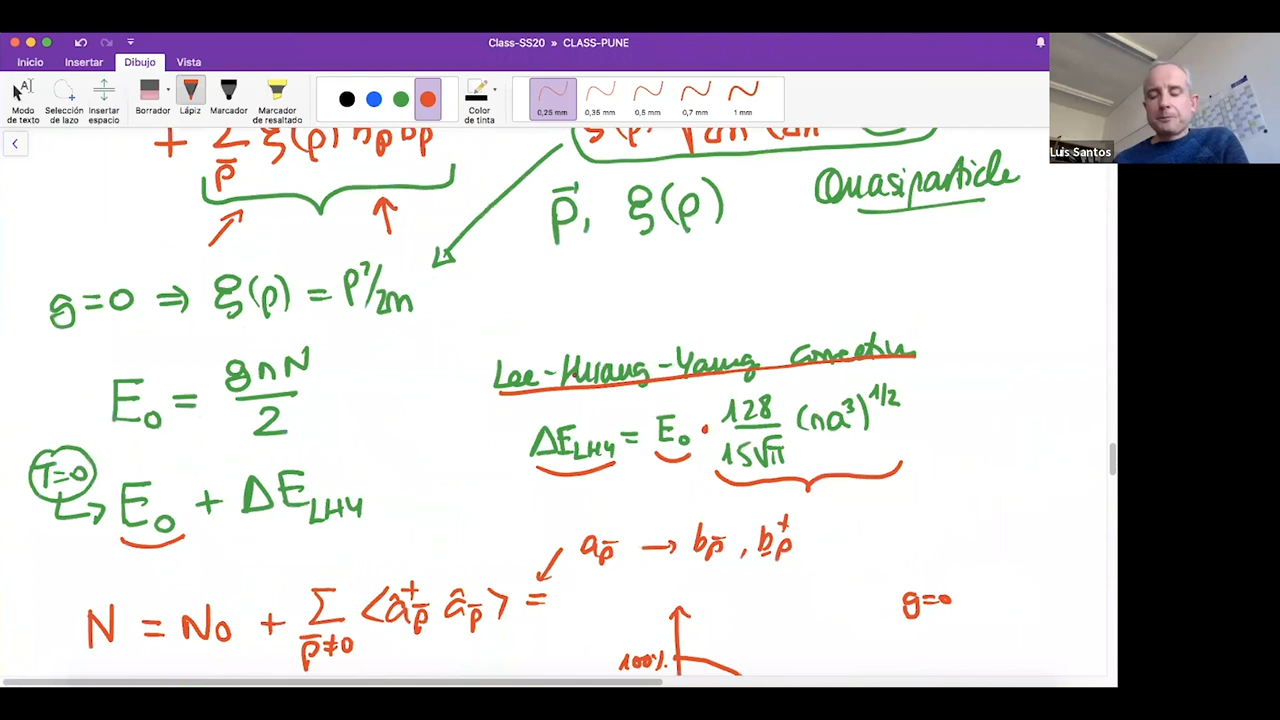 Class-SS20 » CLASS-PUNE
Inicio Insertar Dibujo Vista
Modo de texto
Selección de lazo
Insertar espacio
Borrador
Lápiz
Marcador
Marcador de resaltado
Color de tinta
0,25 mm 0,35 mm 0,5 mm 0,7 mm 1 mm
Luis Santos
Quasiparticle
p⃗, ξ(p)
g=0 ⇒ ξ(p) = p²/2m
E₀ = gnN/2
Lee-Huang-Yang correction
ΔE_LHY = E₀ · 128/15√π (na³)^1/2
T=0
E₀ + ΔE_LHY
a_p̄ → b_p̄, b_p̄⁺
g=0
N = N₀ + Σ_p̄≠0 <â⁺_p̄ â_p̄> =
100%